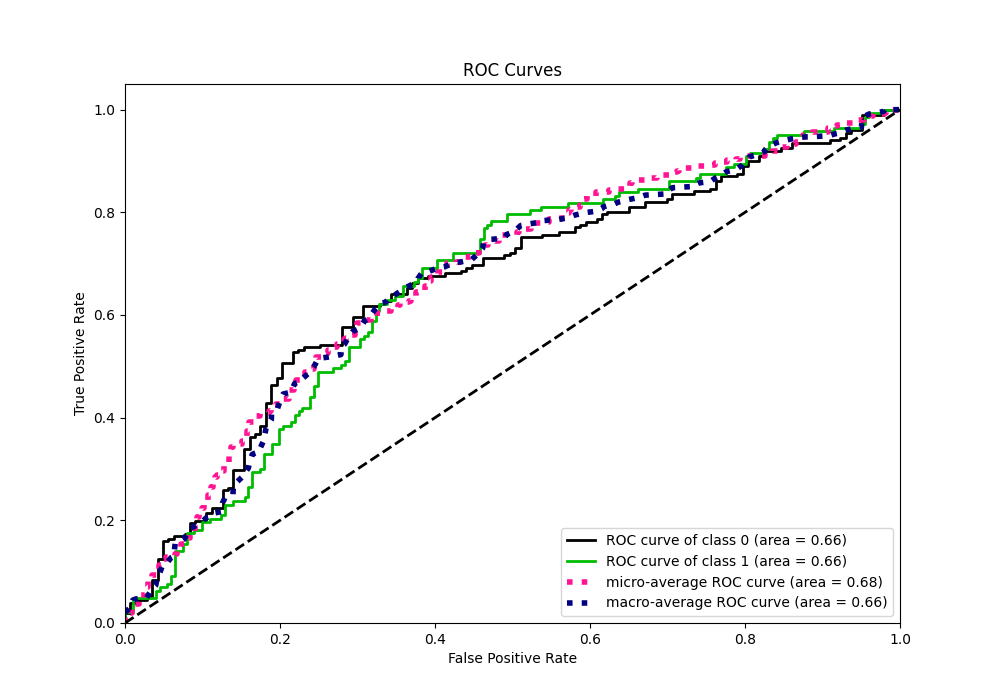 ROC Curves
True Positive Rate
1.0
0.8
0.6
0.4
0.2
0.0
0.0 0.2 0.4 0.6 0.8 1.0
False Positive Rate
ROC curve of class 0 (area = 0.66)
ROC curve of class 1 (area = 0.66)
micro-average ROC curve (area = 0.68)
macro-average ROC curve (area = 0.66)